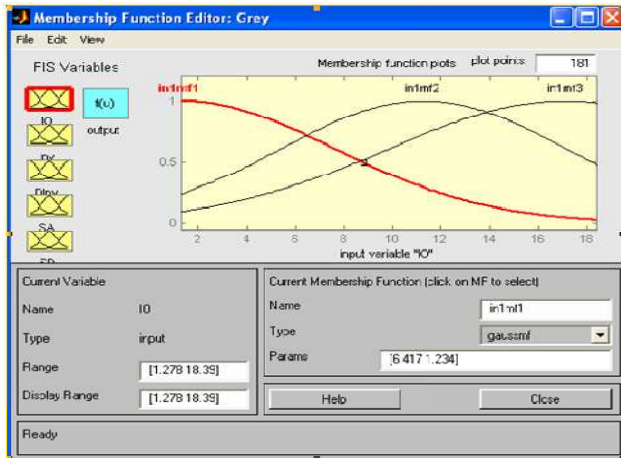 Membership Function Editor: Grey
File Edit View
FIS Variables
Membership function plots plot points: 181
f(u)
output
IO
SA
in1mf1 in1mf2 in1mf3
1
0.5
0
2 4 6 8 10 12 14 16 18
input variable "IO"
Current Variable
Name IO
Type input
Range [1.278 18.39]
Display Range [1.278 18.39]
Current Membership Function (click on MF to select)
Name in1mf1
Type gaussmf
Params [6.417 1.234]
Help Close
Ready